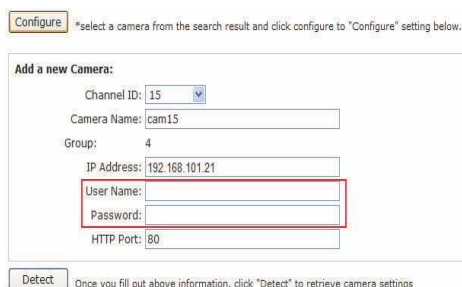 Configure *select a camera from the search result and click configure to "Configure" setting below.
Add a new Camera:
Channel ID: 15
Camera Name: cam15
Group: 4
IP Address: 192.168.101.21
User Name:
Password:
HTTP Port: 80
Detect Once you fill out above information, click "Detect" to retrieve camera settings